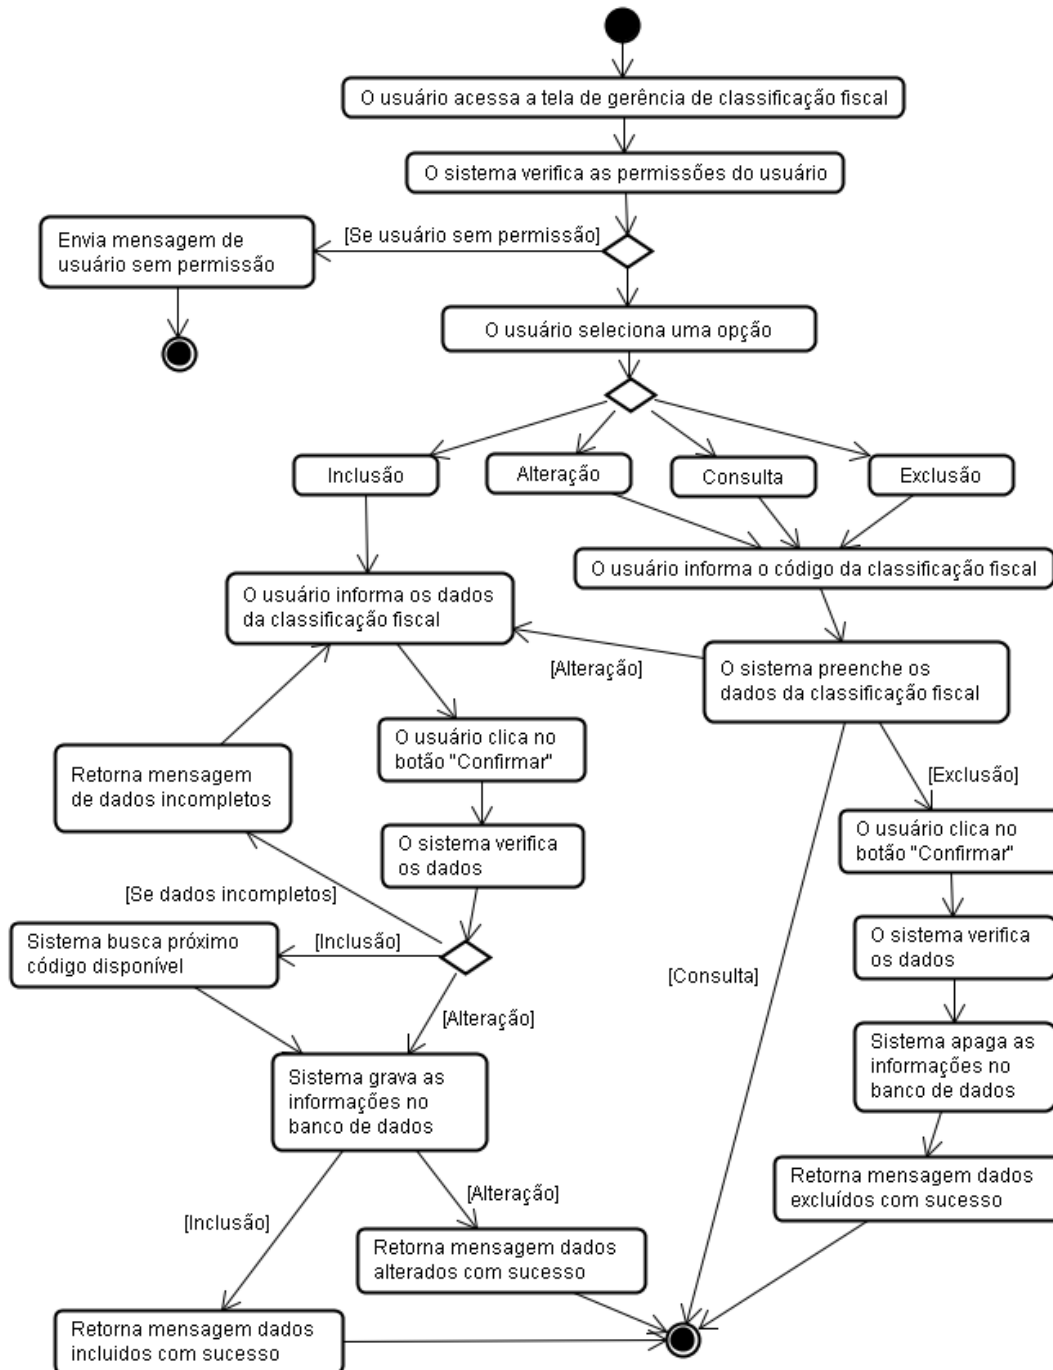 O usuário acessa a tela de gerência de classificação fiscal
O sistema verifica as permissões do usuário
[Se usuário sem permissão]
Envia mensagem de
usuário sem permissão
O usuário seleciona uma opção
Inclusão
Alteração
Consulta
Exclusão
O usuário informa o código da classificação fiscal
O usuário informa os dados
da classificação fiscal
[Alteração]
O sistema preenche os
dados da classificação fiscal
O usuário clica no
botão "Confirmar"
Retorna mensagem
de dados incompletos
[Exclusão]
O usuário clica no
botão "Confirmar"
O sistema verifica
os dados
[Se dados incompletos]
Sistema busca próximo
código disponível
[Inclusão]
O sistema verifica
os dados
[Consulta]
[Alteração]
Sistema grava as
informações no
banco de dados
Sistema apaga as
informações no
banco de dados
[Inclusão]
[Alteração]
Retorna mensagem dados
excluídos com sucesso
Retorna mensagem dados
alterados com sucesso
Retorna mensagem dados
incluidos com sucesso